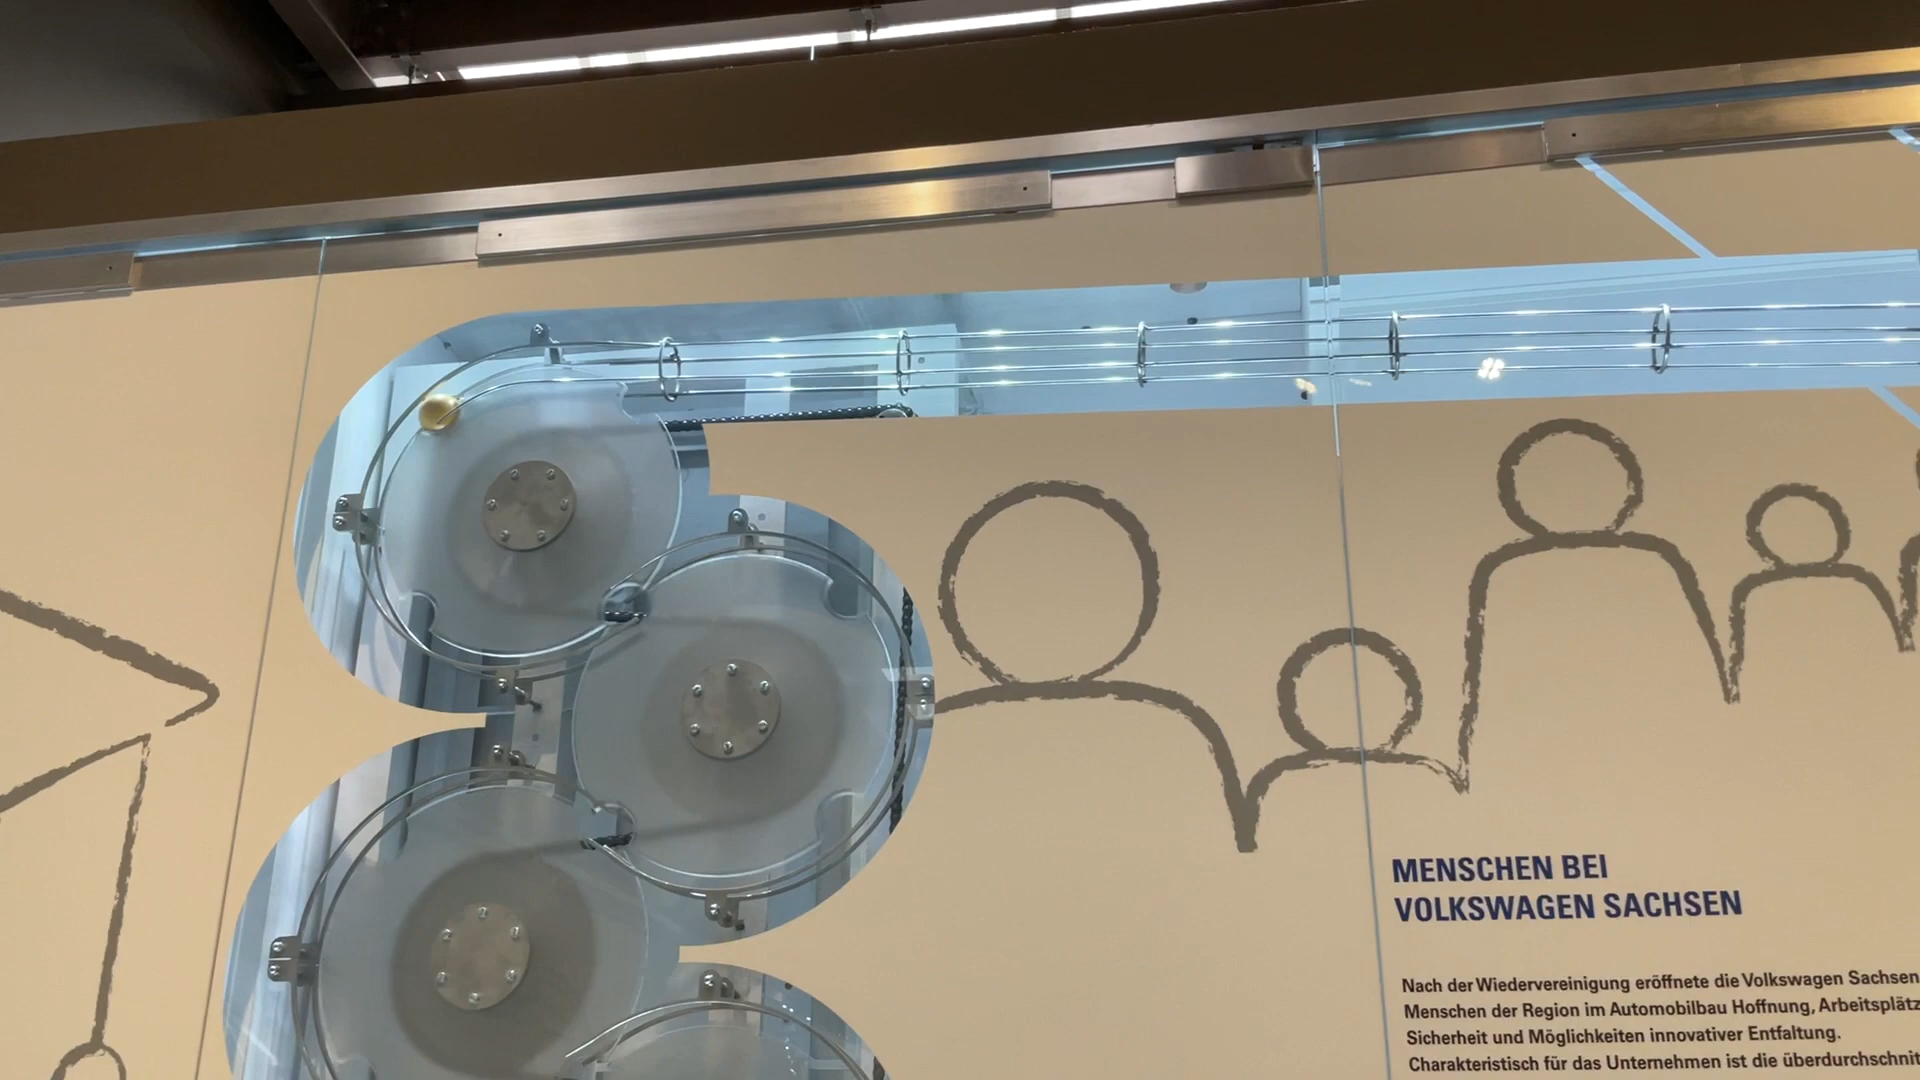 MENSCHEN BEI
VOLKSWAGEN SACHSEN
Nach der Wiedervereinigung eröffnete die Volkswagen Sachsen
Menschen der Region im Automobilbau Hoffnung,
Sicherheit und Möglichkeiten innovativer Entfaltung.
Charakteristisch für das Unternehmen ist die